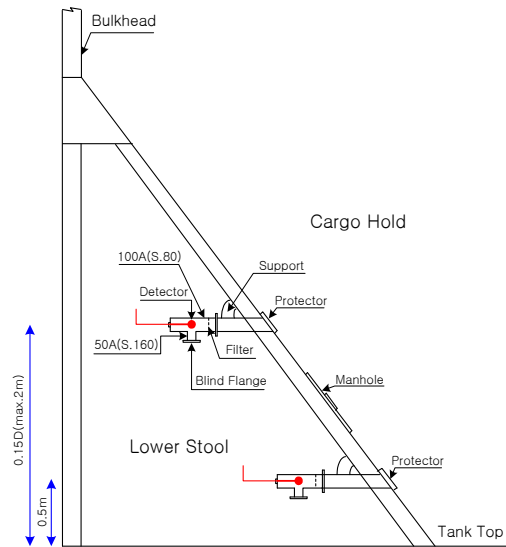 Bulkhead
Cargo Hold
100A(S.80)
Support
Detector
Protector
50A(S.160)
Filter
Blind Flange
Manhole
0.15D(max.2m)
Lower Stool
Protector
0.5m
Tank Top